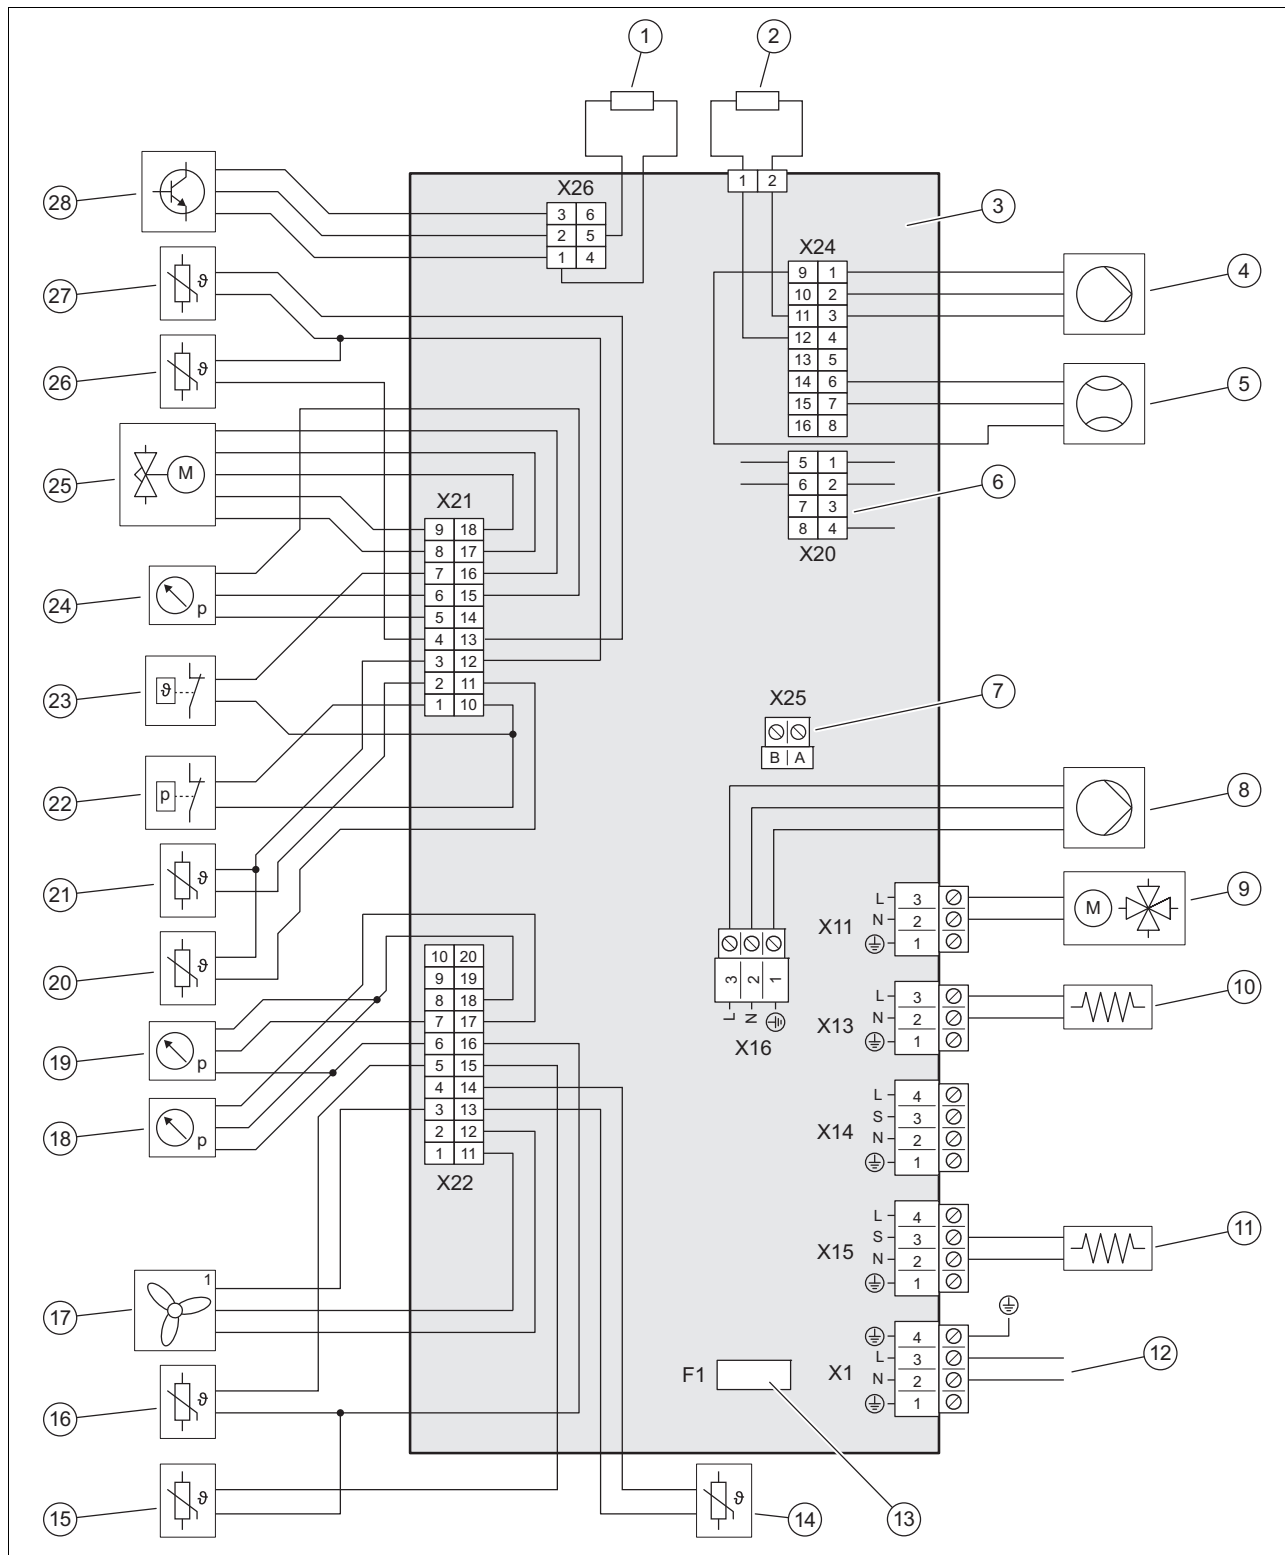 1
2
28
X26
3 6
2 5
1 4
1 2
3
27
ϑ
X24
9 1
10 2
11 3
12 4
13 5
14 6
15 7
16 8
4
26
ϑ
5
25
M
5 1
6 2
7 3
8 4
X20
6
X21
9 18
8 17
7 16
6 15
5 14
4 13
3 12
2 11
1 10
24
p
23
ϑ
X25
B A
7
22
p
8
21
ϑ
X11
L 3
N 2
1
M
9
20
ϑ
10 20
9 19
8 18
7 17
6 16
5 15
4 14
3 13
2 12
1 11
X22
3 2 1
L N
X16
X13
L 3
N 2
1
10
19
p
18
p
X14
L 4
S 3
N 2
1
X15
L 4
S 3
N 2
1
11
17
1
F1
X1
4
L 3
N 2
1
12
16
ϑ
15
ϑ
ϑ
14
13